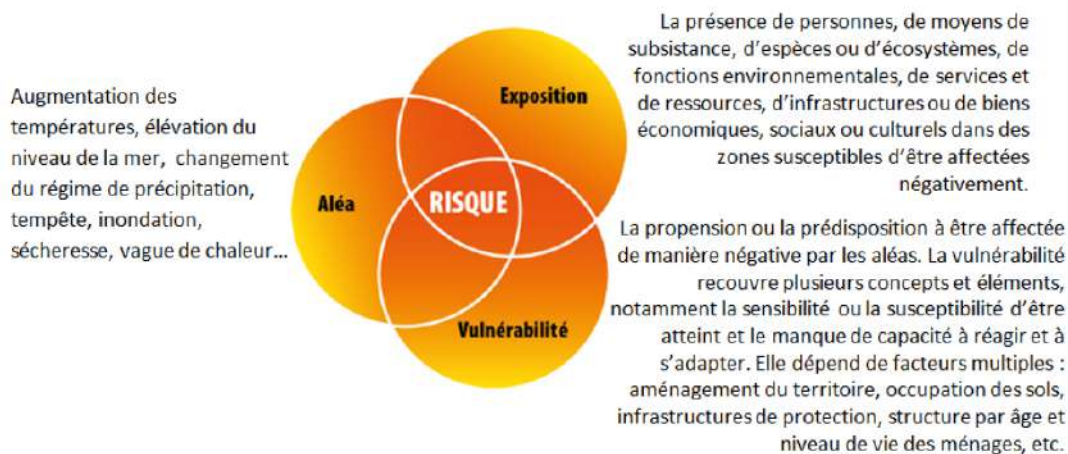 Augmentation des
températures, élévation du
niveau de la mer, changement
du régime de précipitation,
tempête, inondation,
sécheresse, vague de chaleur...
Aléa
RISQUE
Exposition
Vulnérabilité
La présence de personnes, de moyens de
subsistance, d'espèces ou d'écosystèmes, de
fonctions environnementales, de services et
de ressources, d'infrastructures ou de biens
économiques, sociaux ou culturels dans des
zones susceptibles d'être affectées
négativement.
La propension ou la prédisposition à être affectée
de manière négative par les aléas. La vulnérabilité
recouvre plusieurs concepts et éléments,
notamment la sensibilité ou la susceptibilité d'être
atteint et le manque de capacité à réagir et à
s'adapter. Elle dépend de facteurs multiples :
aménagement du territoire, occupation des sols,
infrastructures de protection, structure par âge et
niveau de vie des ménages, etc.